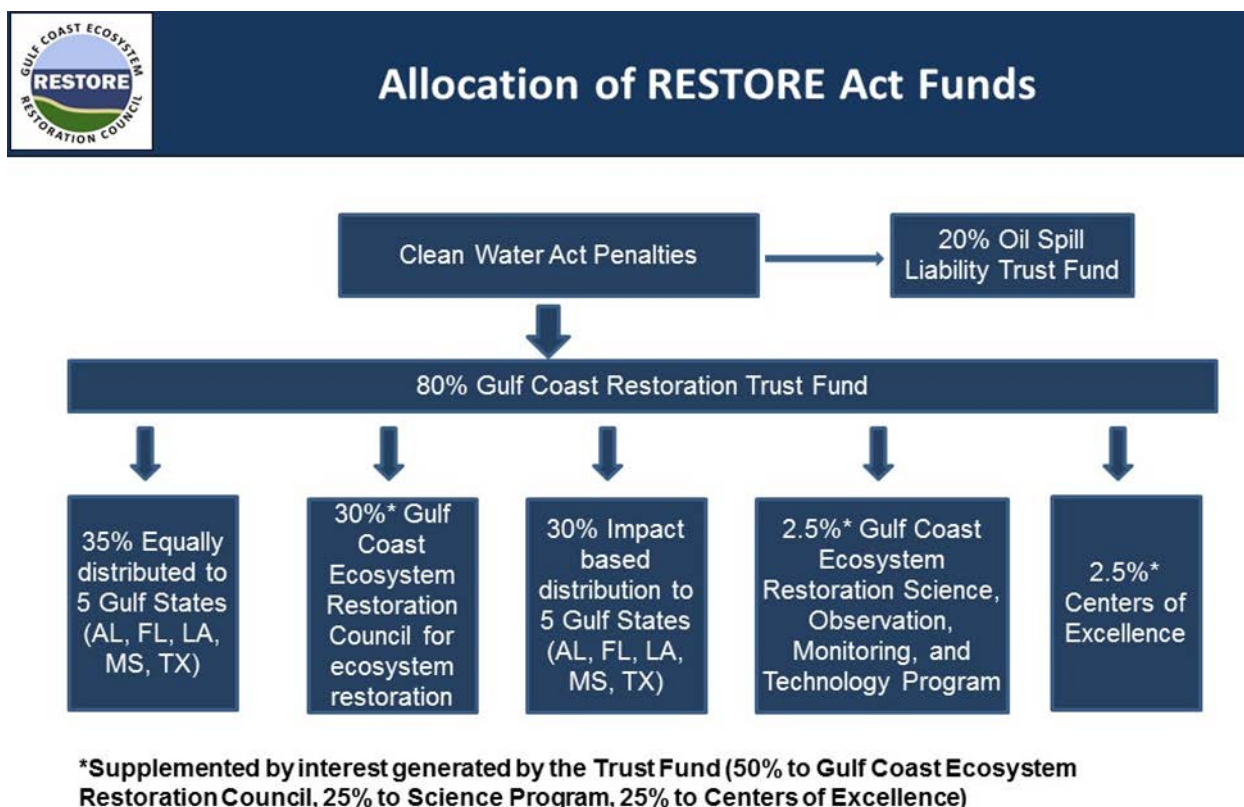 GULF COAST ECOSYSTEM
RESTORE
RESTORATION COUNCIL
Allocation of RESTORE Act Funds
Clean Water Act Penalties
20% Oil Spill
Liability Trust Fund
80% Gulf Coast Restoration Trust Fund
35% Equally
distributed to
5 Gulf States
(AL, FL, LA,
MS, TX)
30%* Gulf
Coast
Ecosystem
Restoration
Council for
ecosystem
restoration
30% Impact
based
distribution to
5 Gulf States
(AL, FL, LA,
MS, TX)
2.5%* Gulf Coast
Ecosystem
Restoration Science,
Observation,
Monitoring, and
Technology Program
2.5%*
Centers of
Excellence
*Supplemented by interest generated by the Trust Fund (50% to Gulf Coast Ecosystem
Restoration Council, 25% to Science Program, 25% to Centers of Excellence)